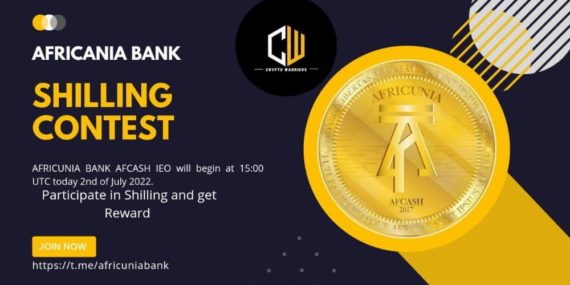 AFRICANIA BANK
CW
CRYPTO WARRIORS
SHILLING
CONTEST
AFRICUNIA BANK AFCASH IEO will begin at 15:00
UTC today 2nd of July 2022.
Participate in Shilling and get
Reward
JOIN NOW
https://t.me/africuniabank
AFRICUNIA
AFCASH
2017